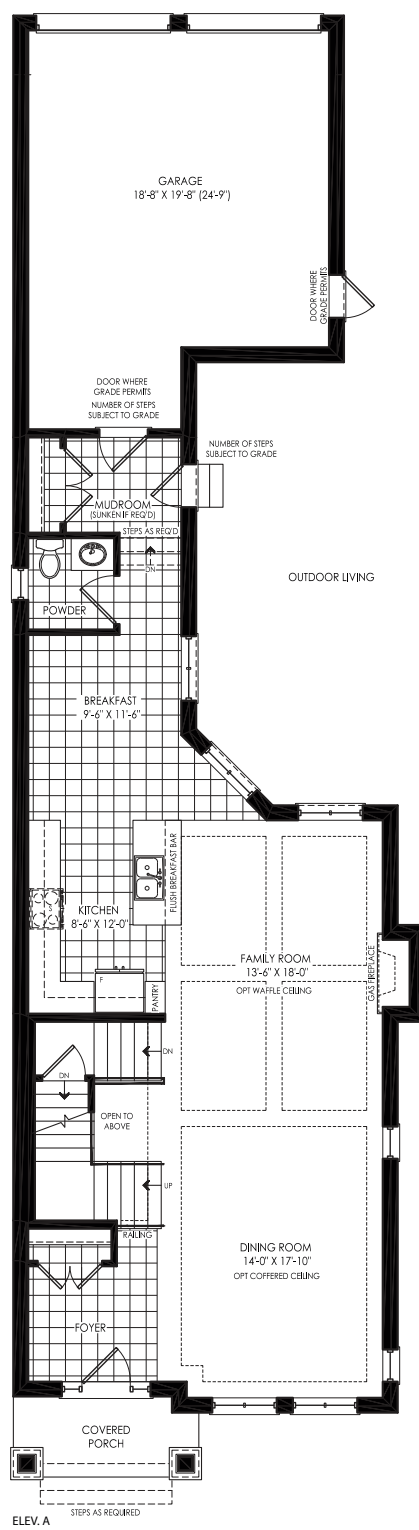 GARAGE
18'-8" X 19'-8" (24'-9")
DOOR WHERE
GRADE PERMITS
DOOR WHERE
GRADE PERMITS
NUMBER OF STEPS
SUBJECT TO GRADE
NUMBER OF STEPS
SUBJECT TO GRADE
MUDROOM
(SUNKEN IF REQ'D)
STEPS AS REQ'D
DN
POWDER
OUTDOOR LIVING
BREAKFAST
9'-6" X 11'-6"
FLUSH BREAKFAST BAR
S
KITCHEN
8'-6" X 12'-0"
F
PANTRY
FAMILY ROOM
13'-6" X 18'-0"
OPT WAFFLE CEILING
GAS FIREPLACE
DN
DN
OPEN TO
ABOVE
UP
RAILING
DINING ROOM
14'-0" X 17'-10"
OPT COFFERED CEILING
FOYER
COVERED
PORCH
STEPS AS REQUIRED
ELEV. A